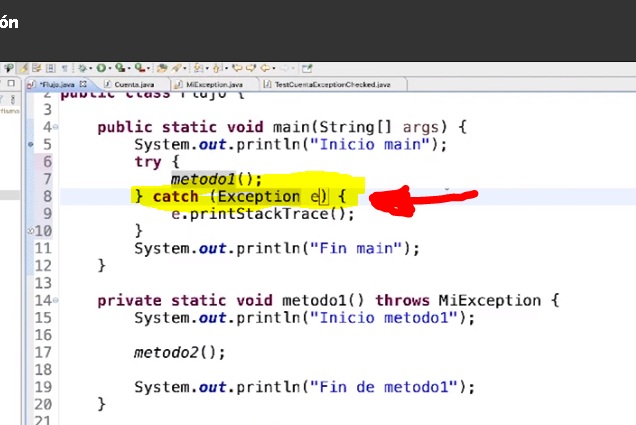 ón
*Flujo.java Cuenta.java MiException.java TestCuentaExceptionChecked.java
2 public class Flujo {
3
4 public static void main(String[] args) {
5 System.out.println("Inicio main");
6 try {
7 metodo1();
8 } catch (Exception e) {
9 e.printStackTrace();
10 }
11 System.out.println("Fin main");
12 }
13
14 private static void metodo1() throws MiException {
15 System.out.println("Inicio metodo1");
16
17 metodo2();
18
19 System.out.println("Fin de metodo1");
20 }
21